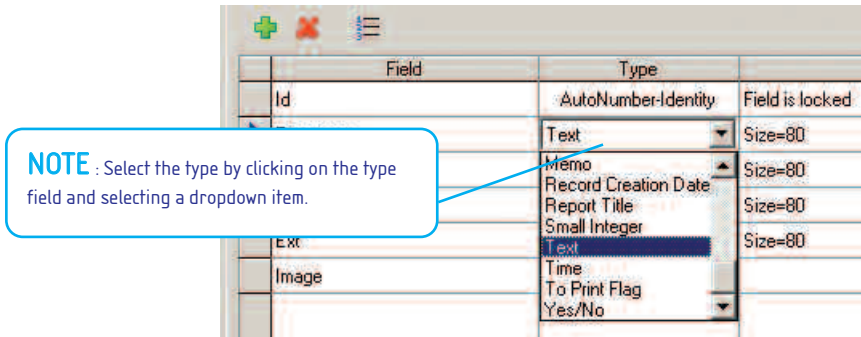 Field Type
Id AutoNumber-Identity Field is locked
Text Size=80
NOTE : Select the type by clicking on the type
field and selecting a dropdown item.
Memo Size=80
Record Creation Date
Report Title Size=80
Small Integer
Ext Text Size=80
Image Time
To Print Flag
Yes/No